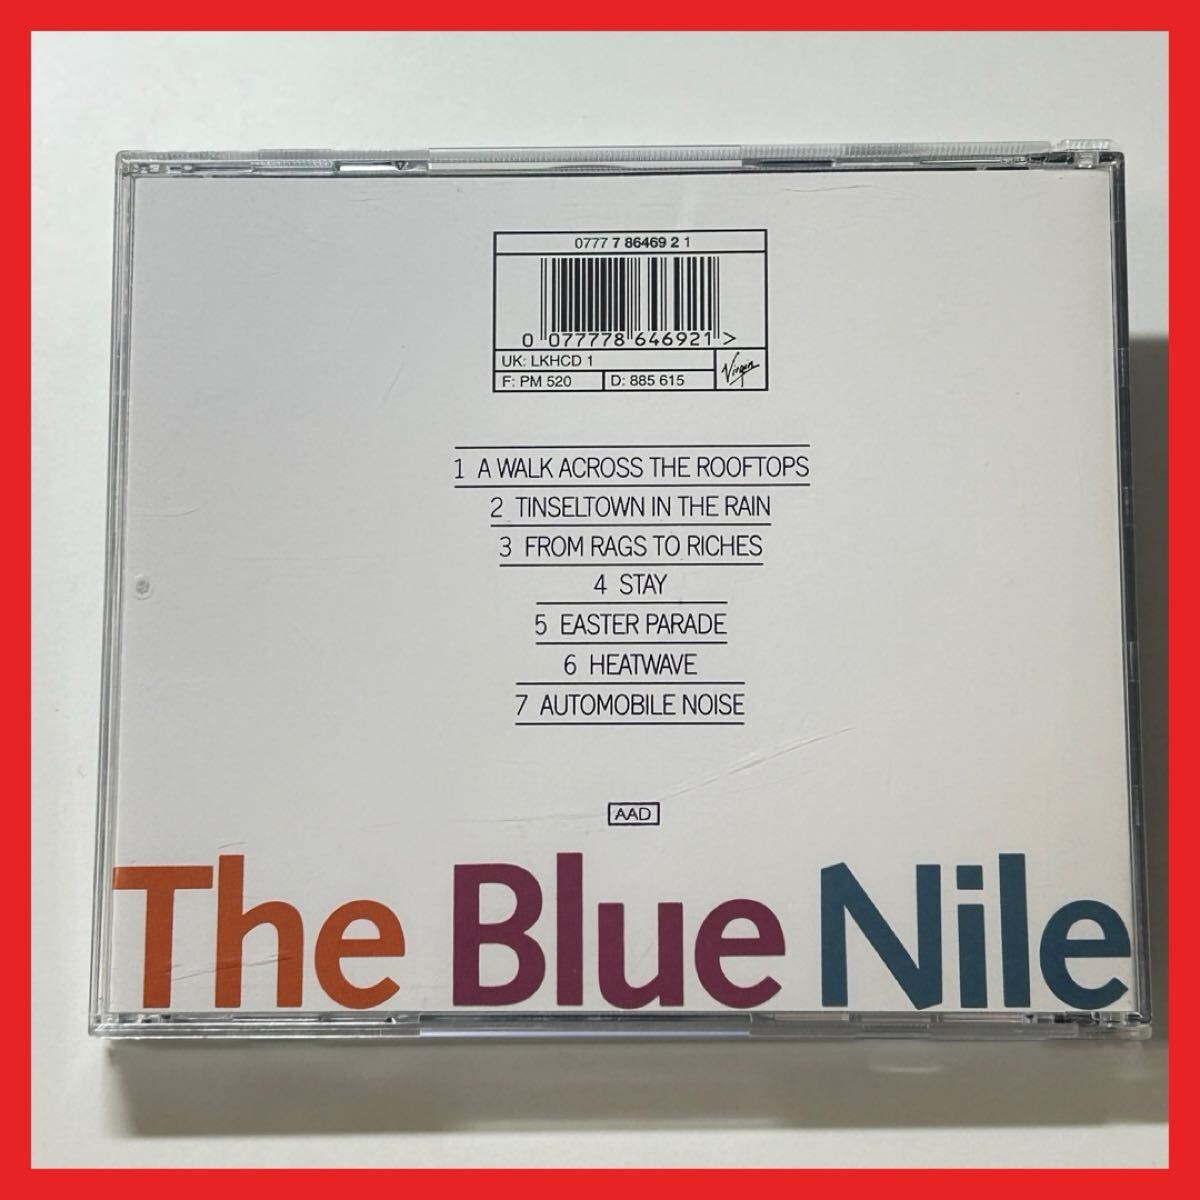 0777 7 86469 2 1
0 077778 646921 >
UK: LKHCD 1
F: PM 520 D: 885 615
Virgin
1 A WALK ACROSS THE ROOFTOPS
2 TINSELTOWN IN THE RAIN
3 FROM RAGS TO RICHES
4 STAY
5 EASTER PARADE
6 HEATWAVE
7 AUTOMOBILE NOISE
AAD
The Blue Nile